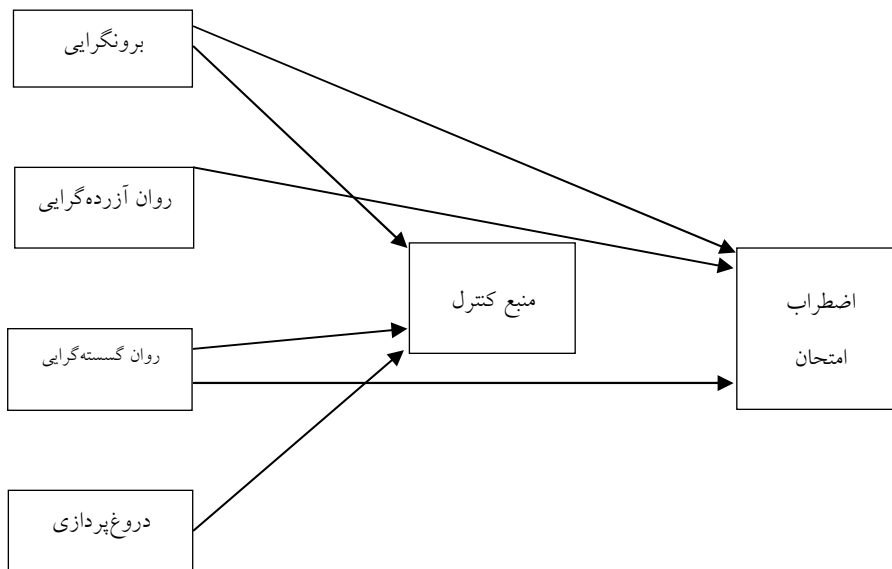 برونگرایی
روان آزرده‌گرایی
منبع کنترل
اضطراب
امتحان
روان گسسته‌گرایی
دروغ‌پردازی